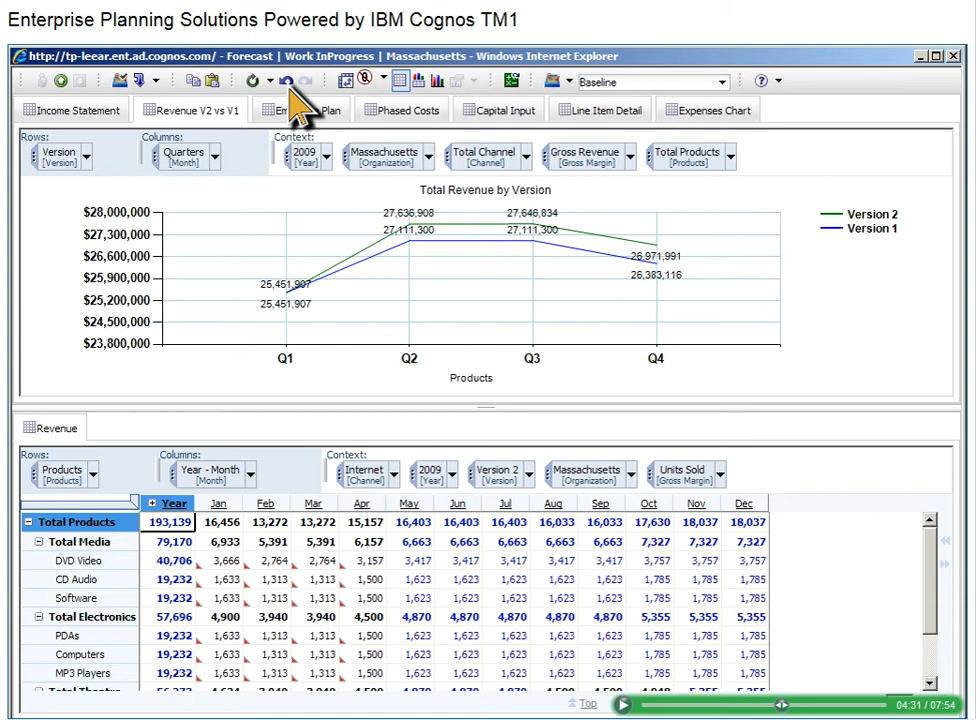 Enterprise Planning Solutions Powered by IBM Cognos TM1
http://tp-leear.ent.ad.cognos.com/ - Forecast | Work InProgress | Massachusetts - Windows Internet Explorer
Baseline
Income Statement Revenue V2 vs V1 Plan Phased Costs Capital Input Line Item Detail Expenses Chart
Rows: Columns: Context:
Version Quarters 2009 Massachusetts Total Channel Gross Revenue Total Products
[Version] [Month] [Year] [Organization] [Channel] [Gross Margin] [Products]
Total Revenue by Version
$28,000,000 27,636,908 27,646,834 Version 2
$27,300,000 27,111,300 27,111,300 Version 1
$26,600,000 26,971,991
$25,900,000 25,451,907 26,383,116
$25,200,000 25,451,907
$24,500,000
$23,800,000
Q1 Q2 Q3 Q4
Products
Revenue
Rows: Columns: Context:
Products Year - Month Internet 2009 Version 2 Massachusetts Units Sold
[Products] [Month] [Channel] [Year] [Version] [Organization] [Gross Margin]
Year Jan Feb Mar Apr May Jun Jul Aug Sep Oct Nov Dec
Total Products 193,139 16,456 13,272 13,272 15,157 16,403 16,403 16,403 16,033 16,033 17,630 18,037 18,037
Total Media 79,170 6,933 5,391 5,391 6,157 6,663 6,663 6,663 6,663 6,663 7,327 7,327 7,327
DVD Video 40,706 3,666 2,764 2,764 3,157 3,417 3,417 3,417 3,417 3,417 3,757 3,757 3,757
CD Audio 19,232 1,633 1,313 1,313 1,500 1,623 1,623 1,623 1,623 1,623 1,785 1,785 1,785
Software 19,232 1,633 1,313 1,313 1,500 1,623 1,623 1,623 1,623 1,623 1,785 1,785 1,785
Total Electronics 57,696 4,900 3,940 3,940 4,500 4,870 4,870 4,870 4,870 4,870 5,355 5,355 5,355
PDAs 19,232 1,633 1,313 1,313 1,500 1,623 1,623 1,623 1,623 1,623 1,785 1,785 1,785
Computers 19,232 1,633 1,313 1,313 1,500 1,623 1,623 1,623 1,623 1,623 1,785 1,785 1,785
MP3 Players 19,232 1,633 1,313 1,313 1,500 1,623 1,623 1,623 1,623 1,623 1,785 1,785 1,785
Top 04:31 / 07:54